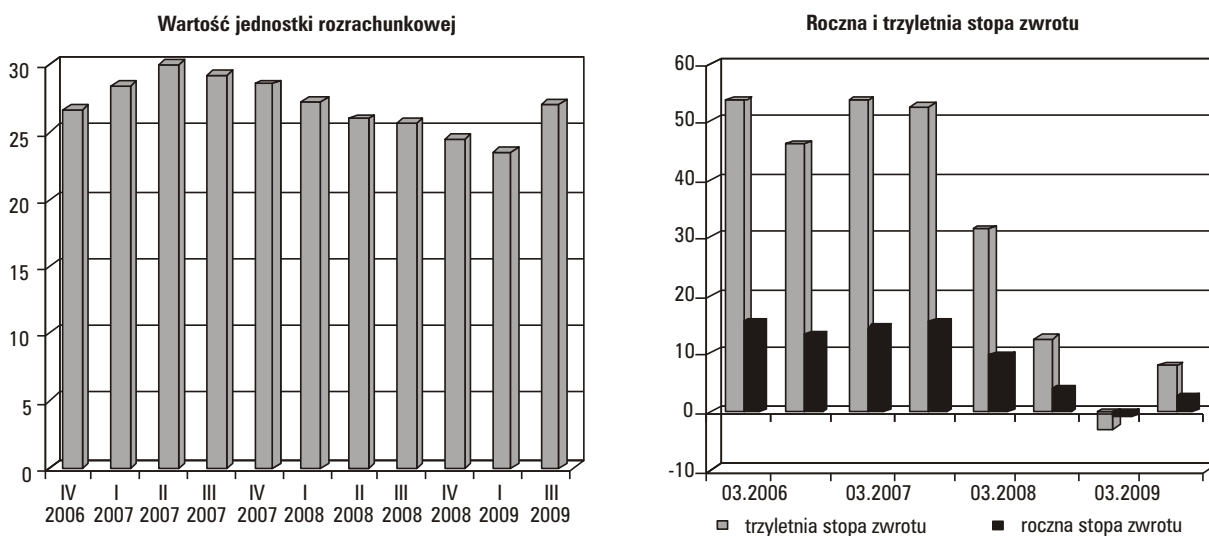 Wartość jednostki rozrachunkowej
30
25
20
15
10
5
0
IV I II III IV I II III IV I III
2006 2007 2007 2007 2007 2008 2008 2008 2008 2009 2009
Roczna i trzyletnia stopa zwrotu
60
50
40
30
20
10
0
-10
03.2006 03.2007 03.2008 03.2009
trzyletnia stopa zwrotu roczna stopa zwrotu